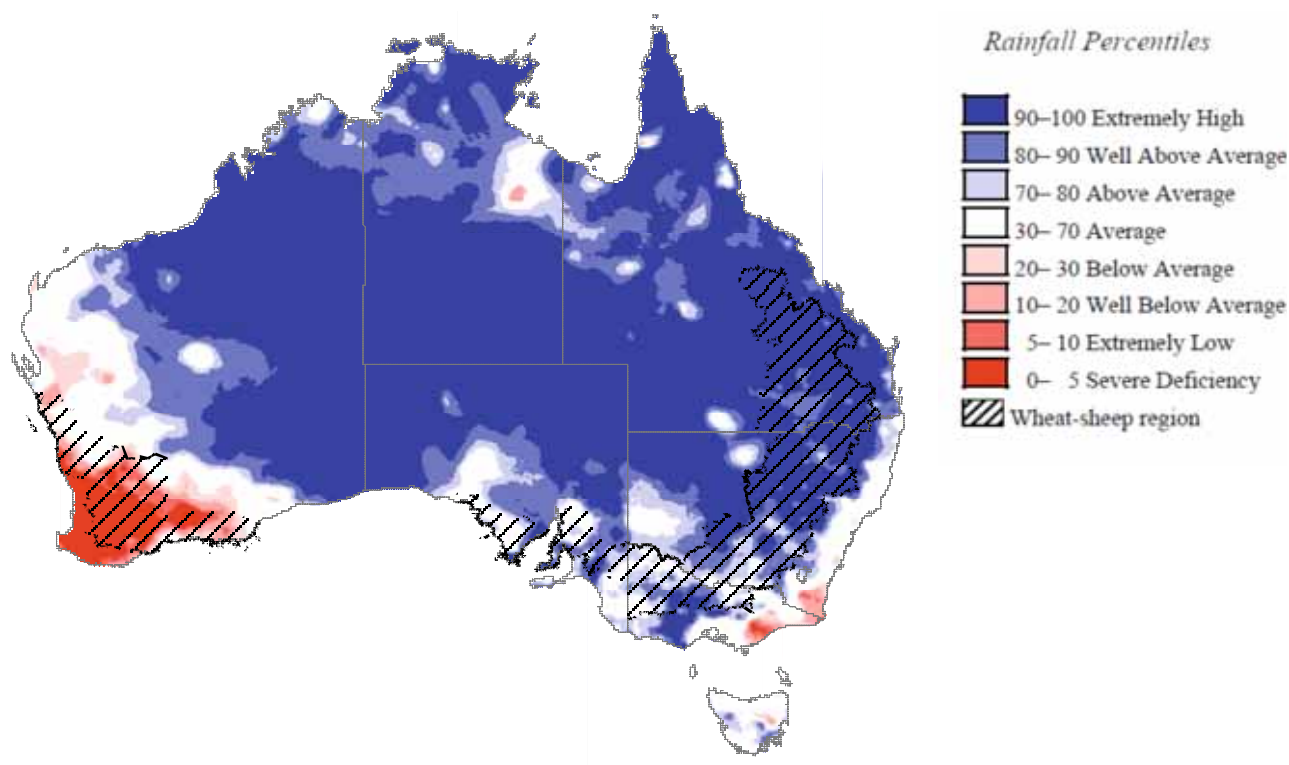 Rainfall Percentiles
90–100 Extremely High
80– 90 Well Above Average
70– 80 Above Average
30– 70 Average
20– 30 Below Average
10– 20 Well Below Average
5– 10 Extremely Low
0– 5 Severe Deficiency
Wheat-sheep region